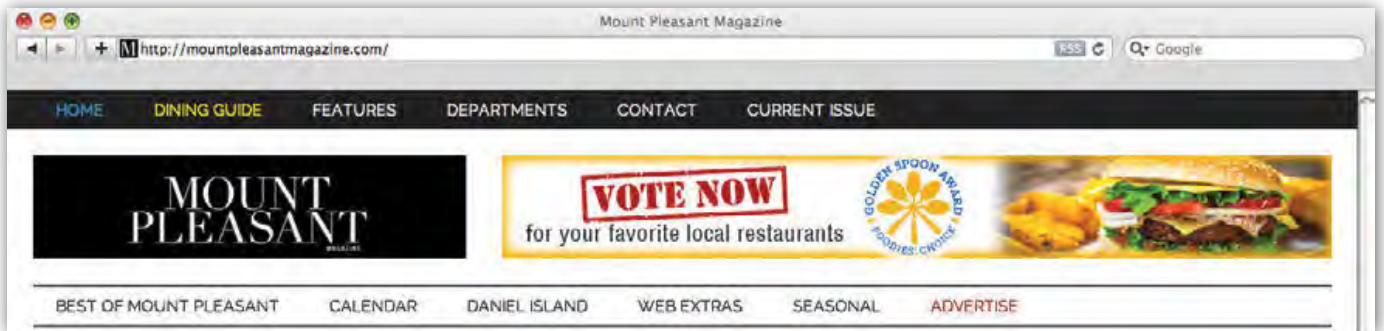 Mount Pleasant Magazine
http://mountpleasantmagazine.com/
RSS
Google
HOME DINING GUIDE FEATURES DEPARTMENTS CONTACT CURRENT ISSUE
MOUNT
PLEASANT
MAGAZINE
VOTE NOW
for your favorite local restaurants
GOLDEN SPOON AWARD
FOODIES CHOICE
BEST OF MOUNT PLEASANT CALENDAR DANIEL ISLAND WEB EXTRAS SEASONAL ADVERTISE